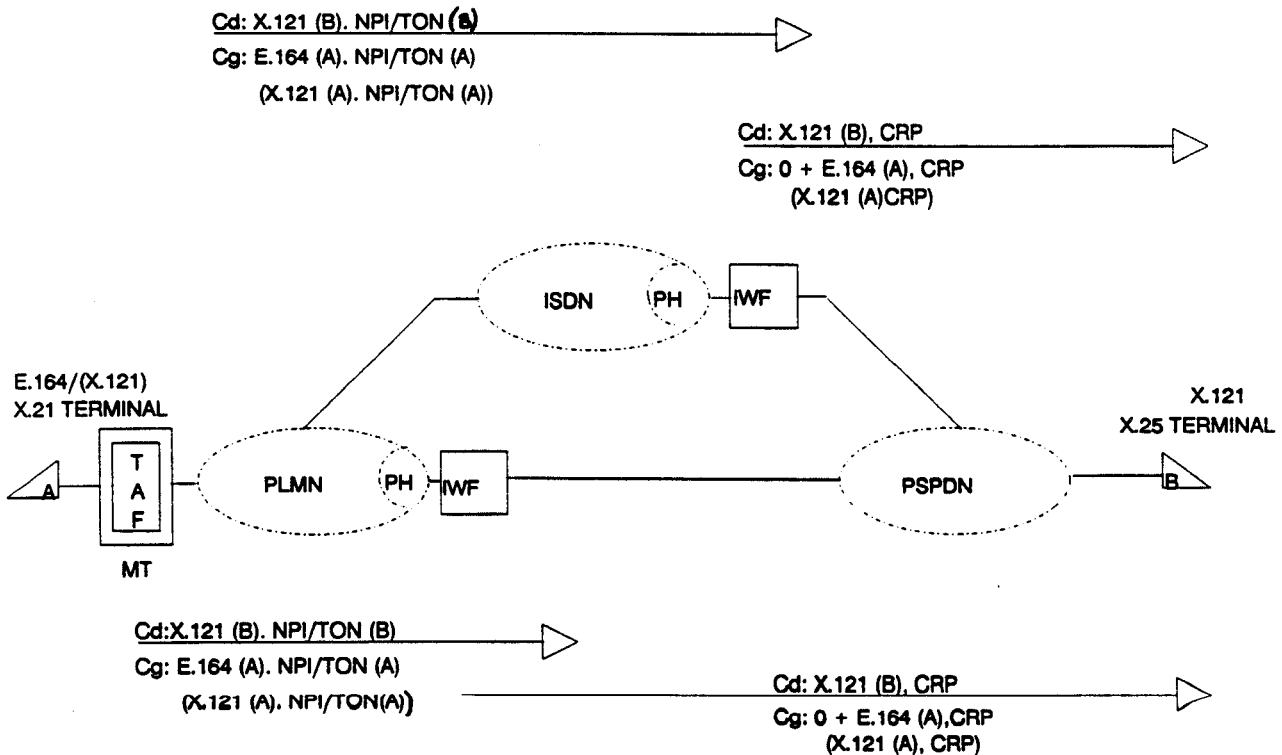 Cd: X.121 (B). NPI/TON (B)
Cg: E.164 (A). NPI/TON (A)
(X.121 (A). NPI/TON (A))
Cd: X.121 (B), CRP
Cg: 0 + E.164 (A), CRP
(X.121 (A)CRP)
ISDN
PH
IWF
E.164/(X.121)
X.21 TERMINAL
X.121
X.25 TERMINAL
A
T
A
F
PLMN
PH
IWF
PSPDN
B
MT
Cd:X.121 (B). NPI/TON (B)
Cg: E.164 (A). NPI/TON (A)
(X.121 (A). NPI/TON(A))
Cd: X.121 (B), CRP
Cg: 0 + E.164 (A),CRP
(X.121 (A), CRP)